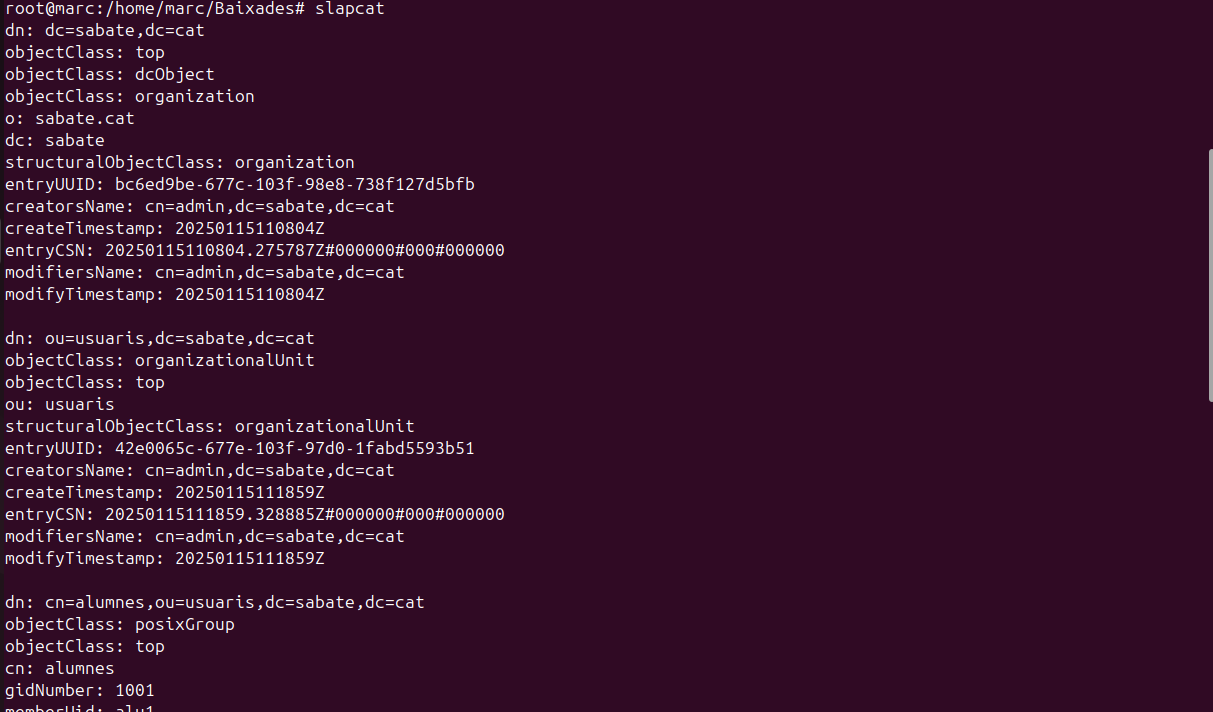 root@marc:/home/marc/Baixades# slapcat
dn: dc=sabate,dc=cat
objectClass: top
objectClass: dcObject
objectClass: organization
o: sabate.cat
dc: sabate
structuralObjectClass: organization
entryUUID: bc6ed9be-677c-103f-98e8-738f127d5bfb
creatorsName: cn=admin,dc=sabate,dc=cat
createTimestamp: 20250115110804Z
entryCSN: 20250115110804.275787Z#000000#000#000000
modifiersName: cn=admin,dc=sabate,dc=cat
modifyTimestamp: 20250115110804Z

dn: ou=usuaris,dc=sabate,dc=cat
objectClass: organizationalUnit
objectClass: top
ou: usuaris
structuralObjectClass: organizationalUnit
entryUUID: 42e0065c-677e-103f-97d0-1fabd5593b51
creatorsName: cn=admin,dc=sabate,dc=cat
createTimestamp: 20250115111859Z
entryCSN: 20250115111859.328885Z#000000#000#000000
modifiersName: cn=admin,dc=sabate,dc=cat
modifyTimestamp: 20250115111859Z

dn: cn=alumnes,ou=usuaris,dc=sabate,dc=cat
objectClass: posixGroup
objectClass: top
cn: alumnes
gidNumber: 1001
memberUid: alu1